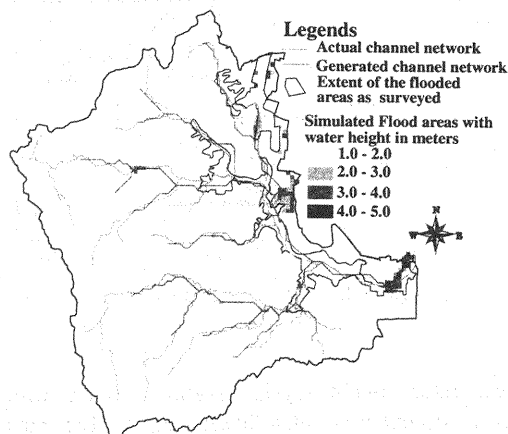 Legends
Actual channel network
Generated channel network
Extent of the flooded
areas as surveyed
Simulated Flood areas with
water height in meters
1.0 - 2.0
2.0 - 3.0
3.0 - 4.0
4.0 - 5.0
N
W E
S